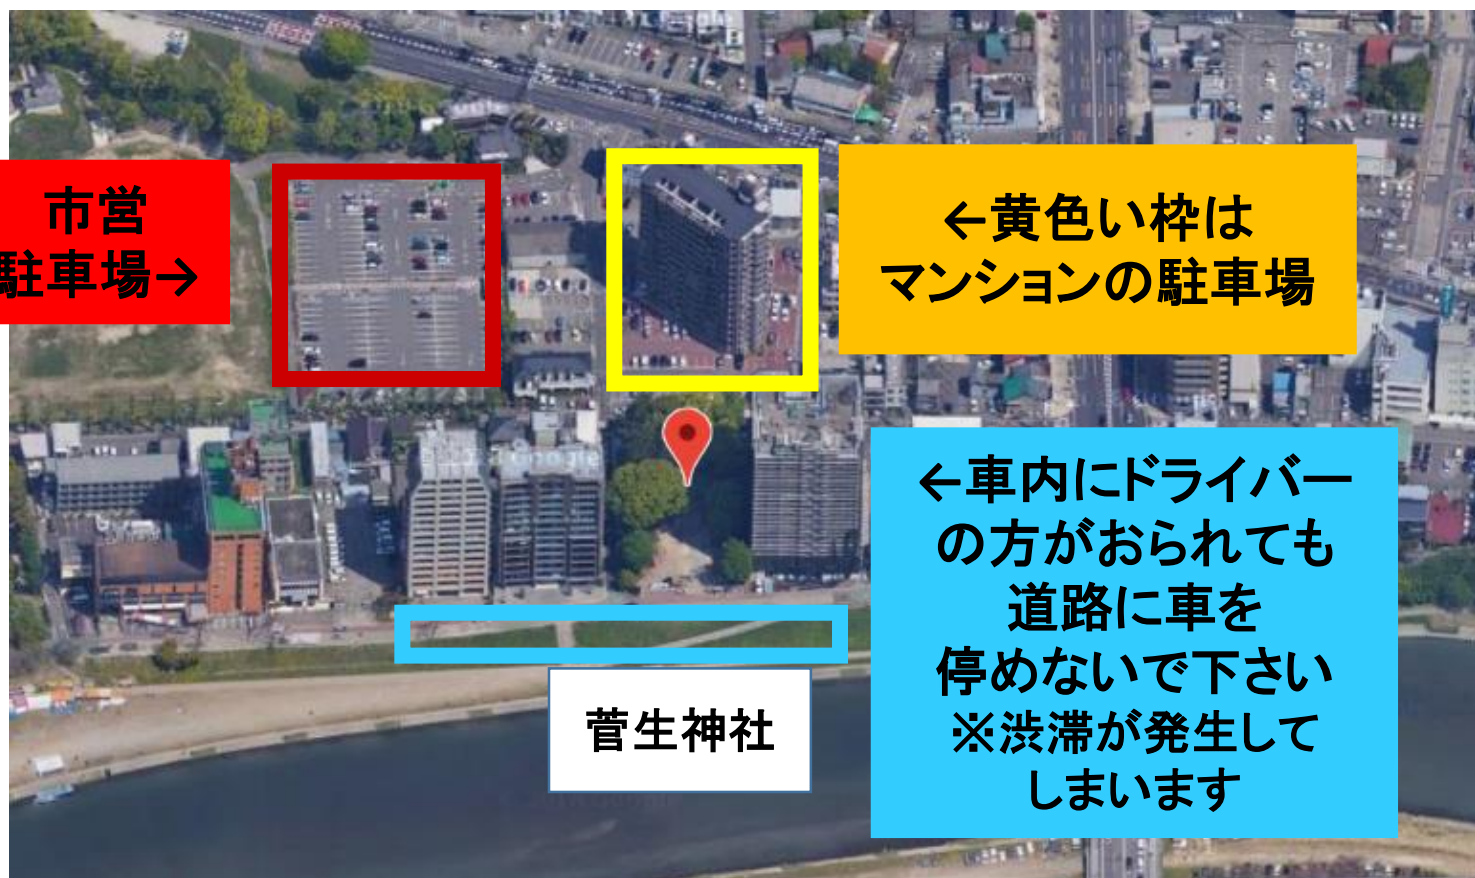 市営
駐車場→
←黄色い枠は
マンションの駐車場
←車内にドライバー
の方がおられても
道路に車を
停めないで下さい
※渋滞が発生して
しまいます
菅生神社
Google